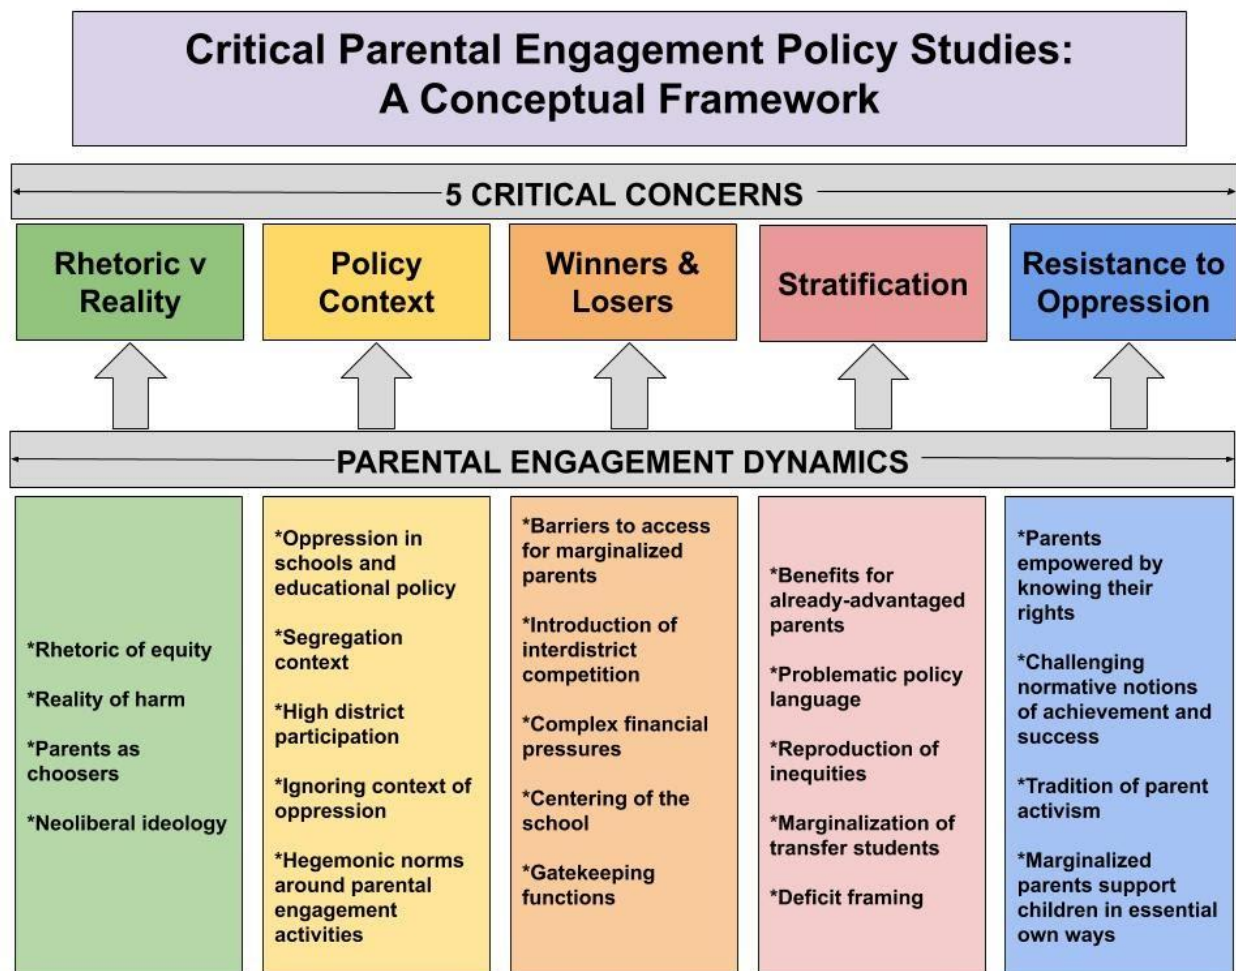 Critical Parental Engagement Policy Studies:
A Conceptual Framework
5 CRITICAL CONCERNS
Rhetoric v
Reality
Policy
Context
Winners &
Losers
Stratification
Resistance to
Oppression
PARENTAL ENGAGEMENT DYNAMICS
*Rhetoric of equity
*Reality of harm
*Parents as
choosers
*Neoliberal ideology
*Oppression in
schools and
educational policy
*Segregation
context
*High district
participation
*Ignoring context of
oppression
*Hegemonic norms
around parental
engagement
activities
*Barriers to access
for marginalized
parents
*Introduction of
interdistrict
competition
*Complex financial
pressures
*Centering of the
school
*Gatekeeping
functions
*Benefits for
already-advantaged
parents
*Problematic policy
language
*Reproduction of
inequities
*Marginalization of
transfer students
*Deficit framing
*Parents
empowered by
knowing their
rights
*Challenging
normative notions
of achievement and
success
*Tradition of parent
activism
*Marginalized
parents support
children in essential
own ways